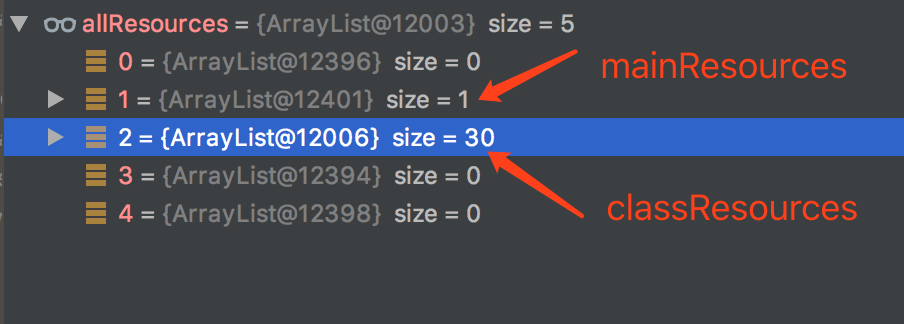 allResources = {ArrayList@12003} size = 5
0 = {ArrayList@12396} size = 0
1 = {ArrayList@12401} size = 1
mainResources
2 = {ArrayList@12006} size = 30
3 = {ArrayList@12394} size = 0
4 = {ArrayList@12398} size = 0
classResources